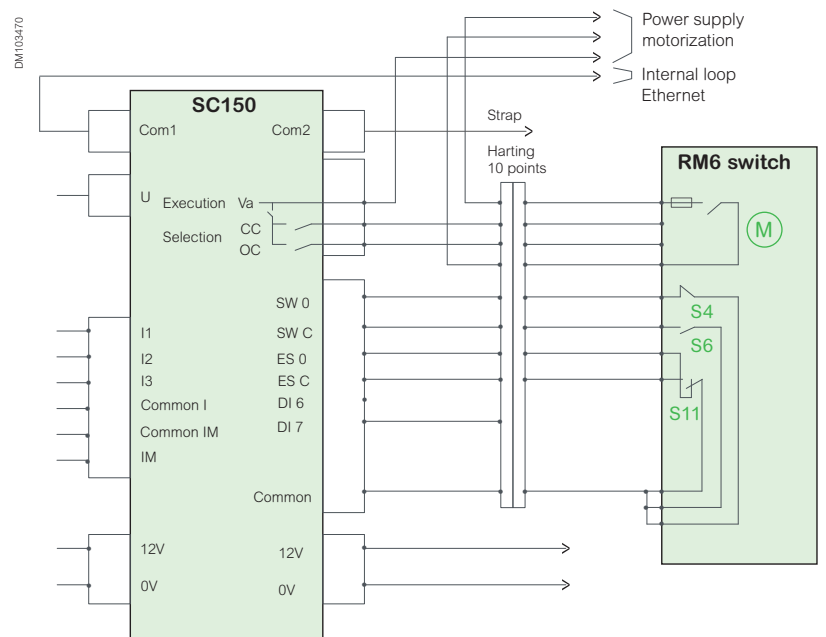 DM103470
Power supply
motorization
Internal loop
Ethernet
SC150
Com1
Com2
Strap
Harting
10 points
RM6 switch
U
Execution
Va
Selection
CC
OC
M
SW 0
SW C
ES 0
ES C
DI 6
DI 7
Common
I1
I2
I3
Common I
Common IM
IM
S4
S6
S11
12V
12V
0V
0V